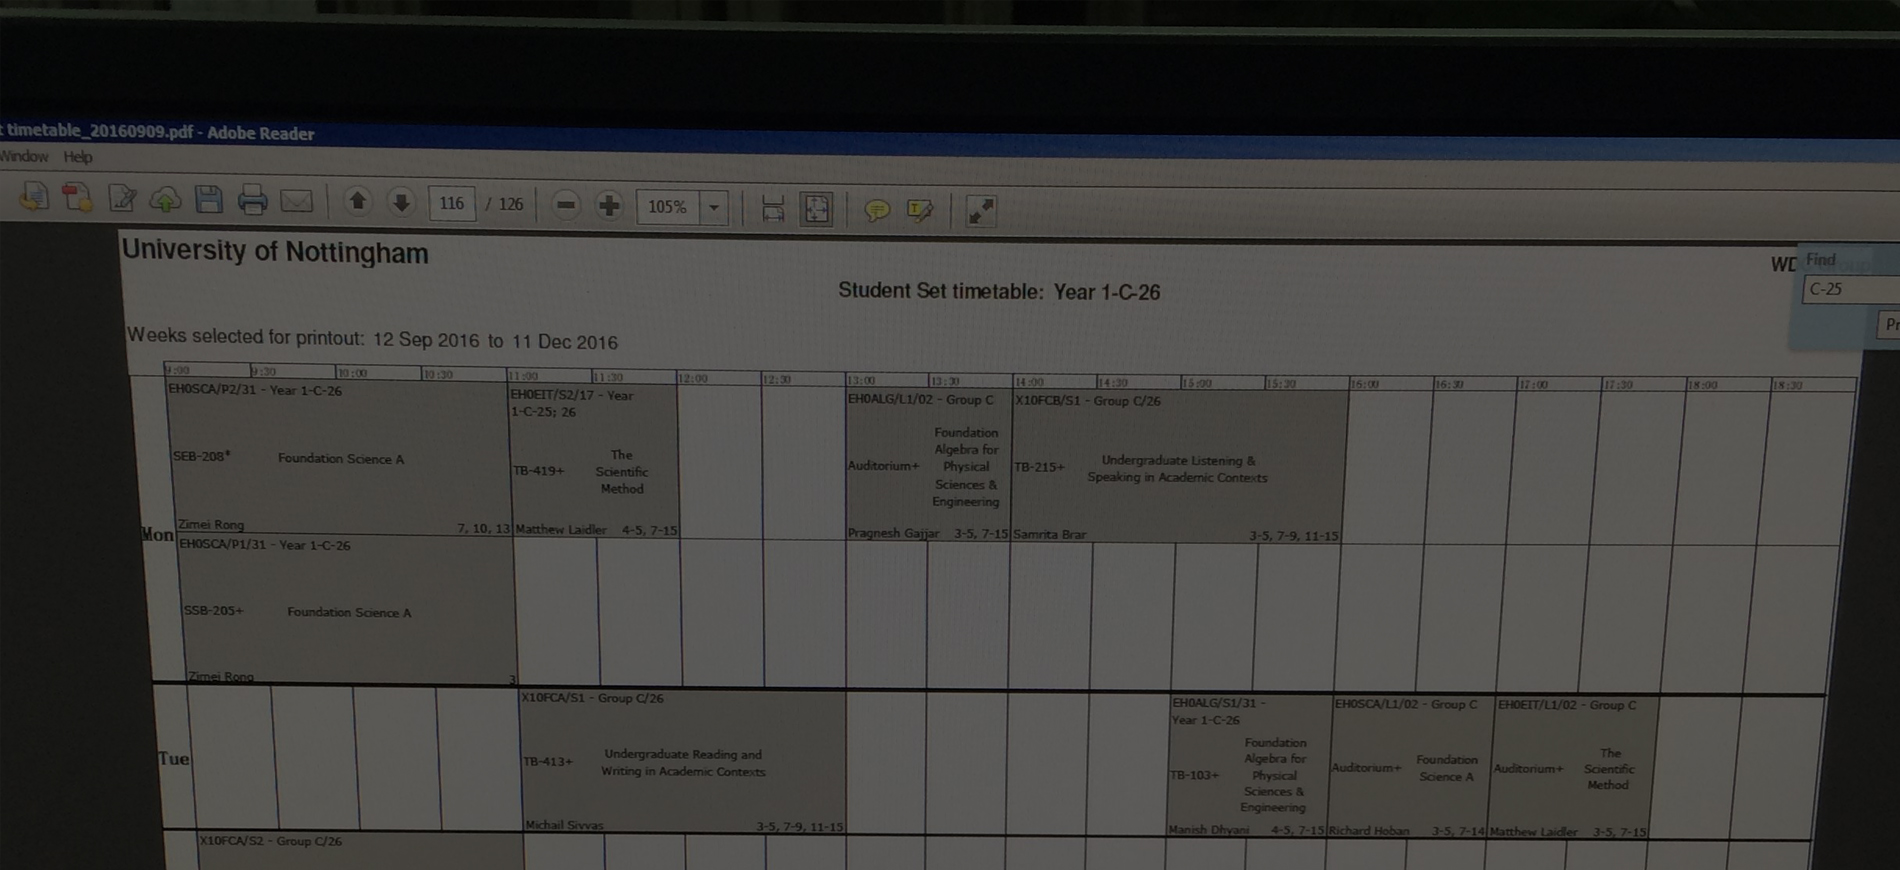 t timetable_20160909.pdf - Adobe Reader
Window Help
116 / 126 105%
University of Nottingham
WD
Find
Student Set timetable: Year 1-C-26
C-25
Pr
Weeks selected for printout: 12 Sep 2016 to 11 Dec 2016
9:00 9:30 10:00 10:30 11:00 11:30 12:00 12:30 13:00 13:30 14:00 14:30 15:00 15:30 16:00 16:30 17:00 17:30 18:00 18:30
Mon
EH0SCA/P2/31 - Year 1-C-26
SEB-208* Foundation Science A
Zimei Rong 7, 10, 13
EH0EIT/S2/17 - Year
1-C-25; 26
TB-419+
The
Scientific
Method
Matthew Laidler 4-5, 7-15
EH0ALG/L1/02 - Group C
Auditorium+
Foundation
Algebra for
Physical
Sciences &
Engineering
Pragnesh Gajjar 3-5, 7-15
X10FCB/S1 - Group C/26
TB-215+
Undergraduate Listening &
Speaking in Academic Contexts
Samrita Brar 3-5, 7-9, 11-15
EH0SCA/P1/31 - Year 1-C-26
SSB-205+ Foundation Science A
Zimei Rong 3
Tue
X10FCA/S1 - Group C/26
TB-413+
Undergraduate Reading and
Writing in Academic Contexts
Michail Sivvas 3-5, 7-9, 11-15
EH0ALG/S1/31 -
Year 1-C-26
TB-103+
Foundation
Algebra for
Physical
Sciences &
Engineering
Manish Dhyani 4-5, 7-15
EH0SCA/L1/02 - Group C
Auditorium+
Foundation
Science A
Richard Hoban 3-5, 7-14
EH0EIT/L1/02 - Group C
Auditorium+
The
Scientific
Method
Matthew Laidler 3-5, 7-15
X10FCA/S2 - Group C/26